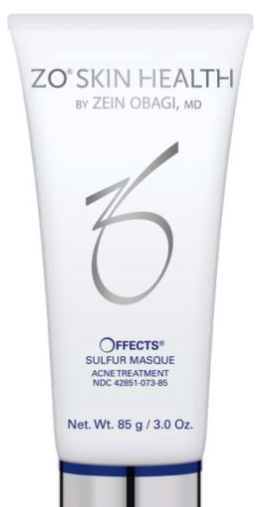 ZO® SKIN HEALTH
BY ZEIN OBAGI, MD
OFFECTS®
SULFUR MASQUE
ACNE TREATMENT
NDC 42851-073-85
Net. Wt. 85 g / 3.0 Oz.